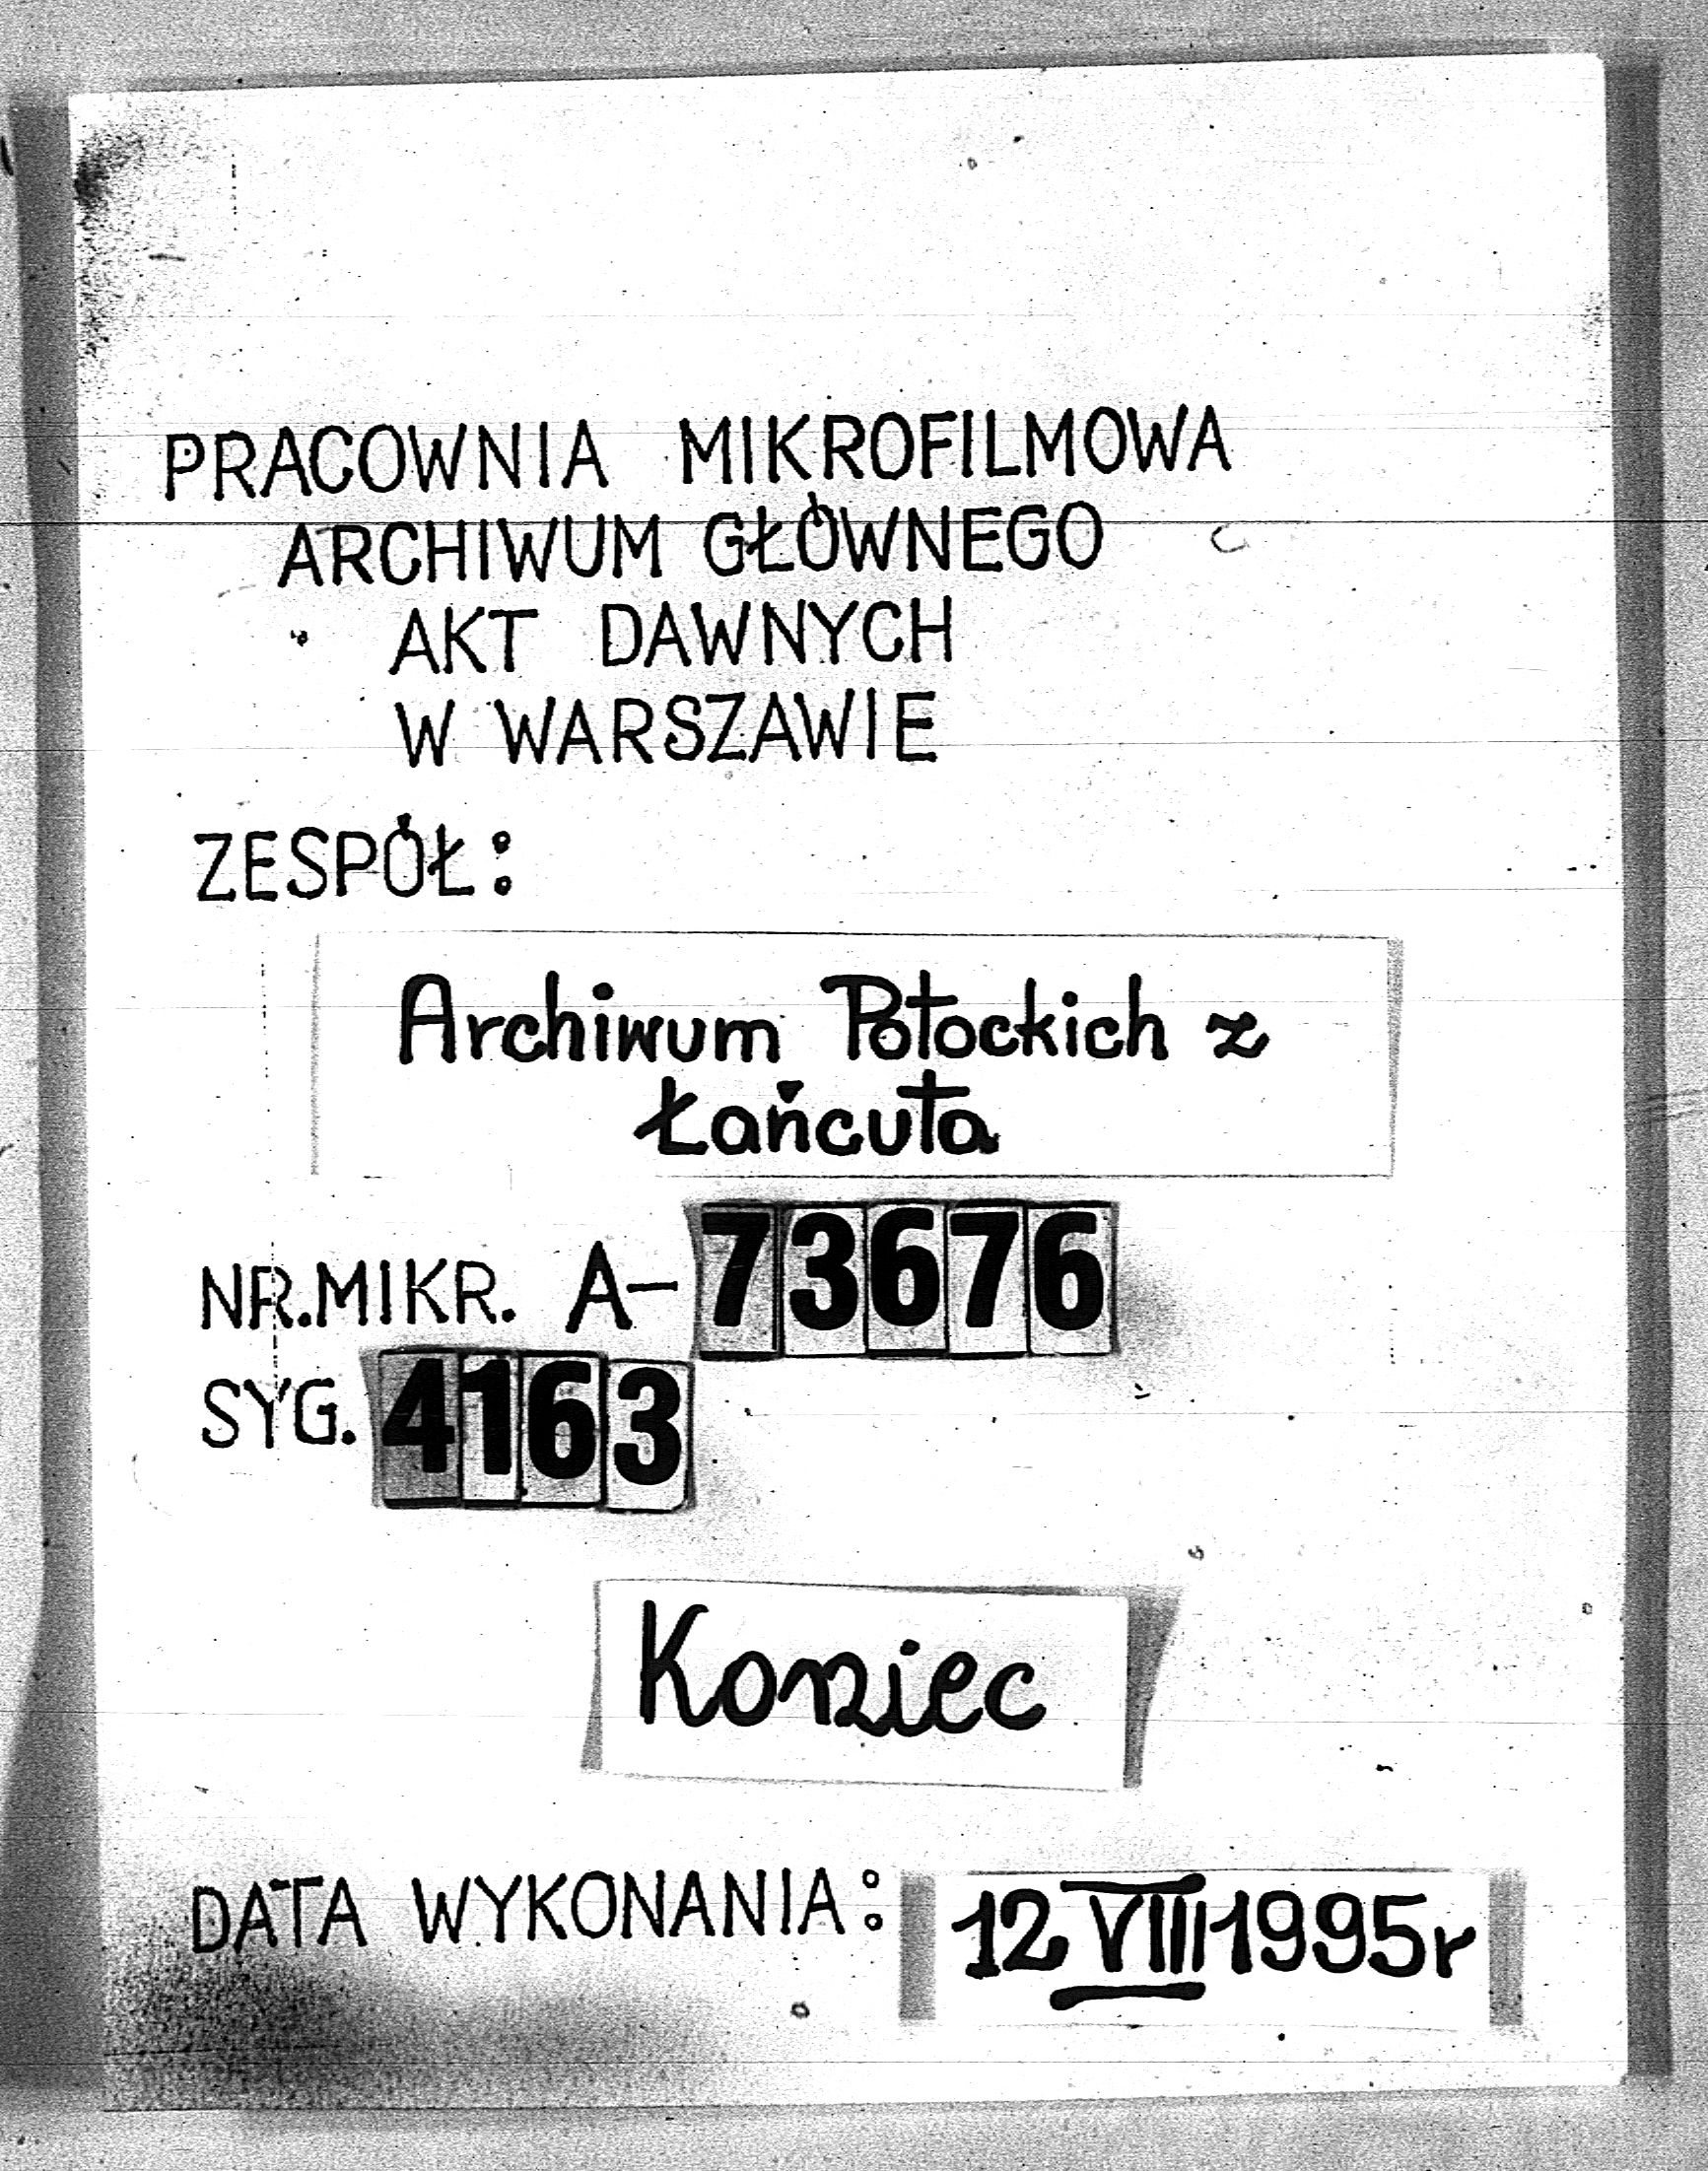 PRACOWNIA MIKROFILMOWA
ARCHIWUM GŁÓWNEGO
AKT DAWNYCH
W WARSZAWIE
ZESPÓŁ:
Archiwum Potockich z
Łańcuta
NR.MIKR. A-73676
SYG. 4163
Koniec
DATA WYKONANIA: 12 VIII 1995r